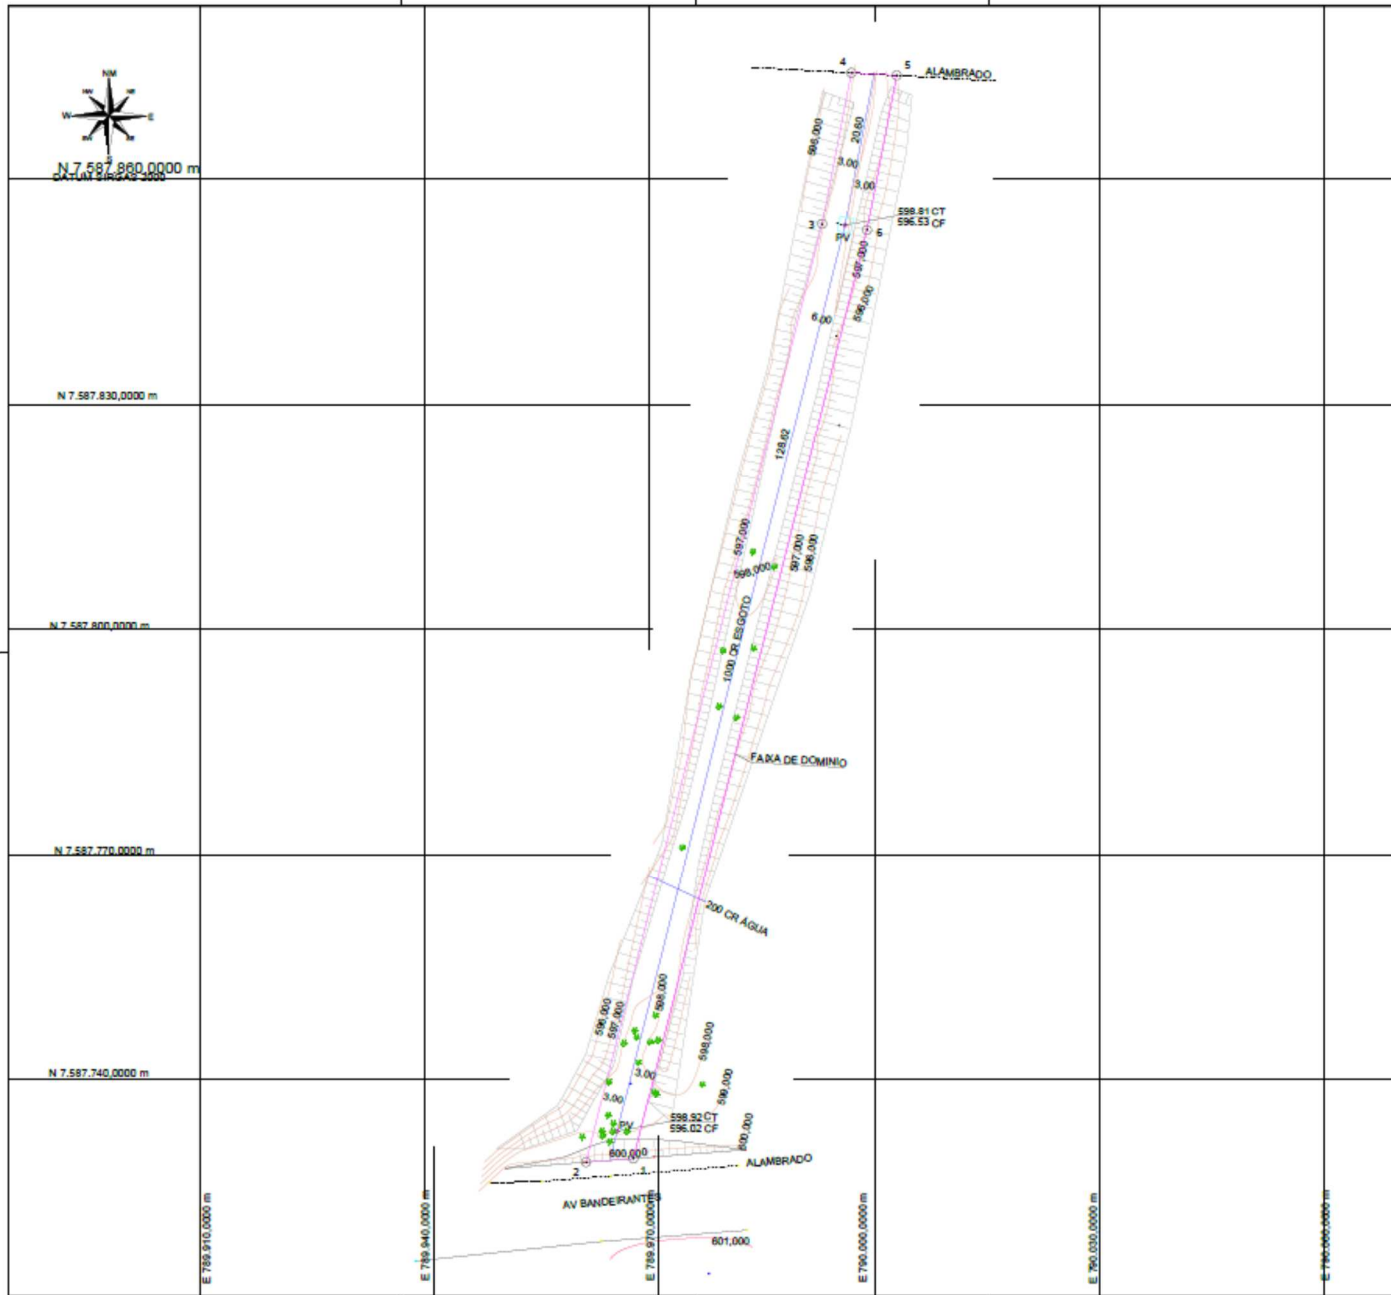 NM
NW
NE
W
E
SW
SE
S
4
5
ALAMBRADO
N 7.587.860,0000 m
DATUM SIRGAS 2000
596,000
20.60
3.00
3.00
598.81 CT
596.53 CF
3
PV
6
597,000
596,000
6.00
N 7.587.830,0000 m
128.62
597,000
598,000
597,000
596,000
1000 CR ESGOTO
N 7.587.800,0000 m
FAIXA DE DOMINIO
N 7.587.770,0000 m
200 CR ÁGUA
596,000
597,000
598,000
598,000
599,000
N 7.587.740,0000 m
3.00
3.00
PV
598.92 CT
596.02 CF
600,000
600,000
2
1
ALAMBRADO
AV BANDEIRANTES
601,000
E 789.910,0000 m
E 789.940,0000 m
E 789.970,0000 m
E 790.000,0000 m
E 790.030,0000 m